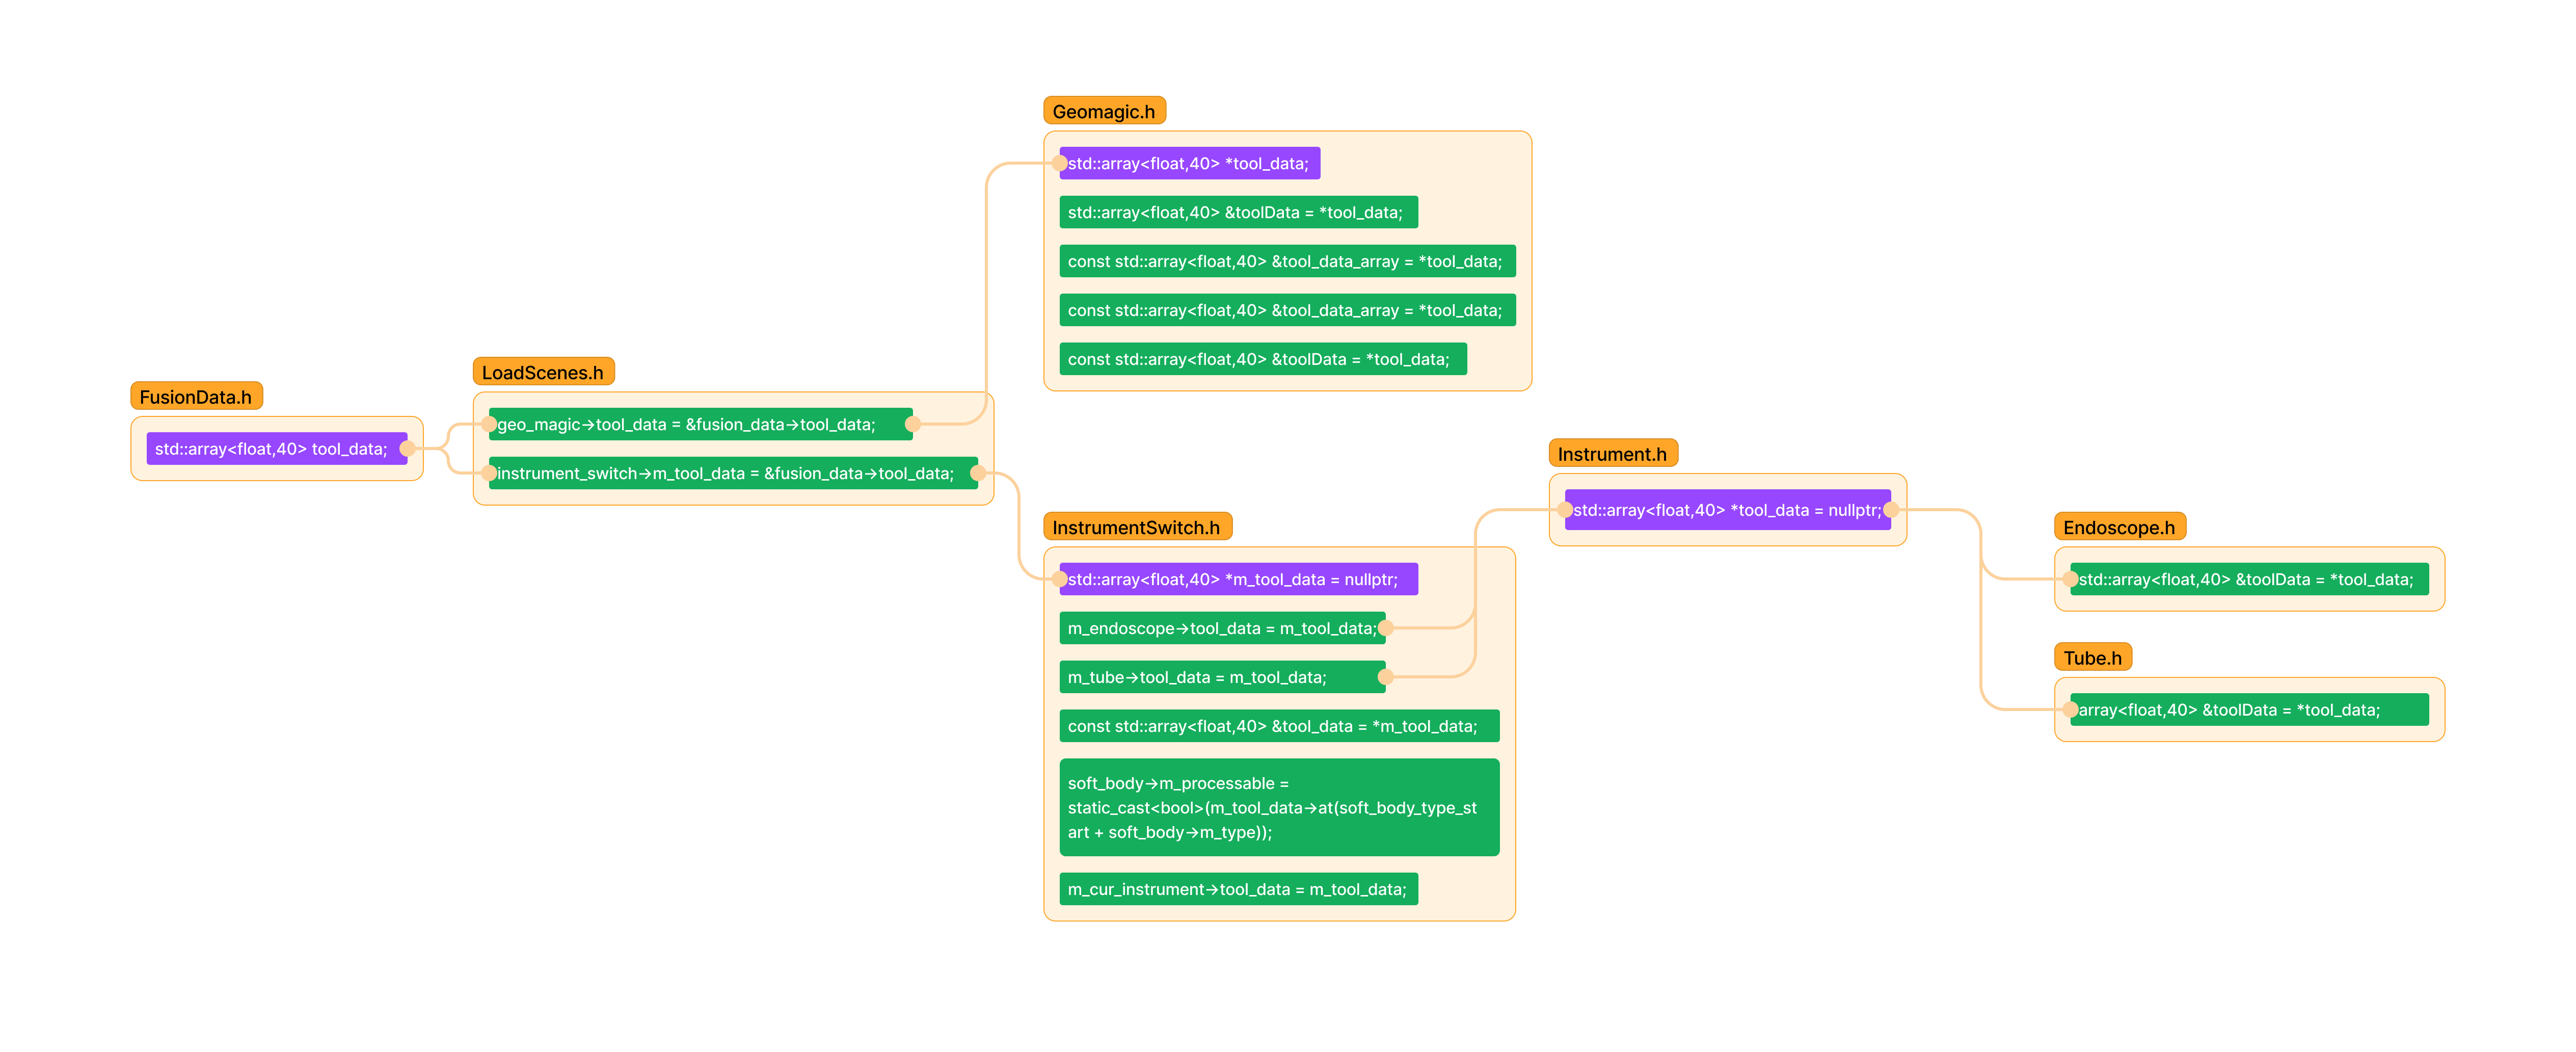 FusionData.h
std::array<float,40> tool_data;
LoadScenes.h
geo_magic→tool_data = &fusion_data→tool_data;
instrument_switch→m_tool_data = &fusion_data→tool_data;
Geomagic.h
std::array<float,40> *tool_data;
std::array<float,40> &toolData = *tool_data;
const std::array<float,40> &tool_data_array = *tool_data;
const std::array<float,40> &tool_data_array = *tool_data;
const std::array<float,40> &toolData = *tool_data;
InstrumentSwitch.h
std::array<float,40> *m_tool_data = nullptr;
m_endoscope→tool_data = m_tool_data;
m_tube→tool_data = m_tool_data;
const std::array<float,40> &tool_data = *m_tool_data;
soft_body→m_processable =
static_cast<bool>(m_tool_data→at(soft_body_type_st
art + soft_body→m_type));
m_cur_instrument→tool_data = m_tool_data;
Instrument.h
std::array<float,40> *tool_data = nullptr;
Endoscope.h
std::array<float,40> &toolData = *tool_data;
Tube.h
array<float,40> &toolData = *tool_data;